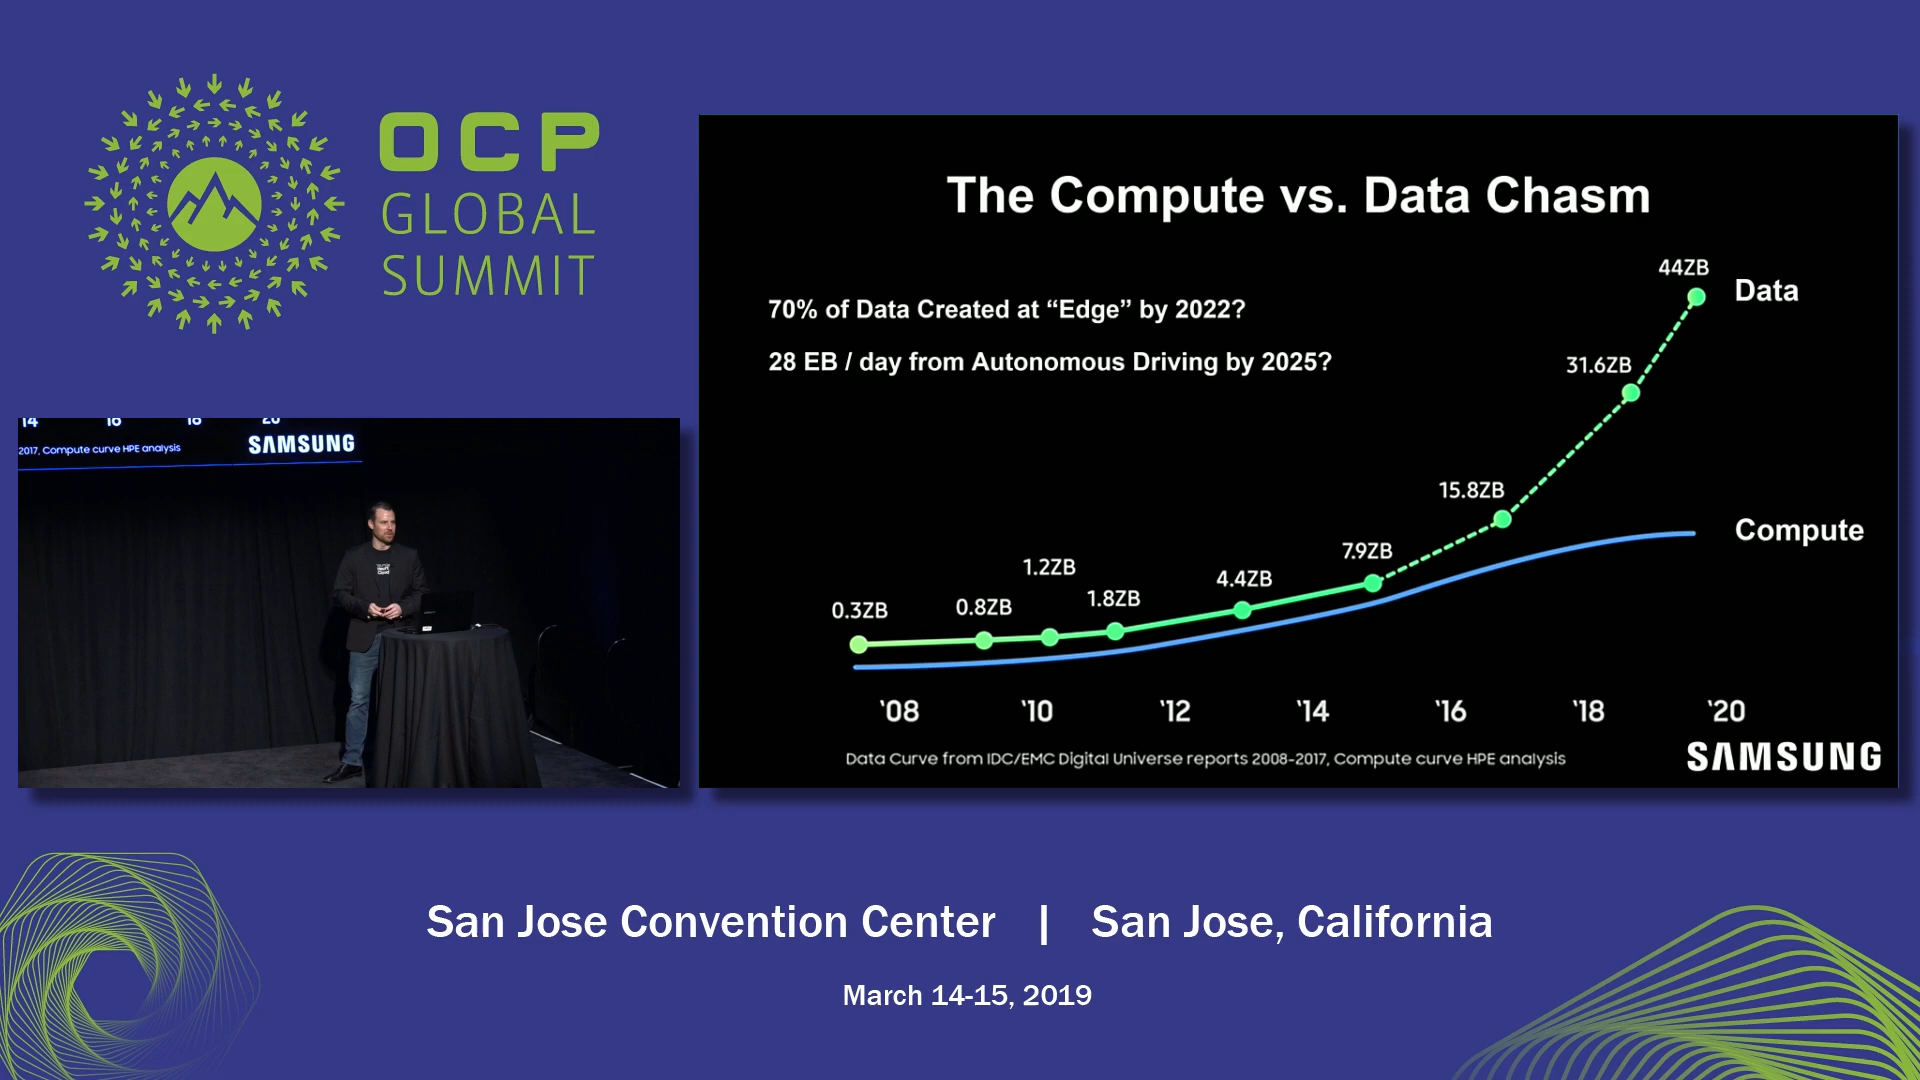 OCP
GLOBAL
SUMMIT
The Compute vs. Data Chasm
70% of Data Created at “Edge” by 2022?
28 EB / day from Autonomous Driving by 2025?
44ZB
Data
31.6ZB
15.8ZB
Compute
7.9ZB
4.4ZB
1.2ZB
1.8ZB
0.8ZB
0.3ZB
'08 '10 '12 '14 '16 '18 '20
Data Curve from IDC/EMC Digital Universe reports 2008-2017, Compute curve HPE analysis
SAMSUNG
14 16 18 20
2017, Compute curve HPE analysis
SAMSUNG
San Jose Convention Center | San Jose, California
March 14-15, 2019